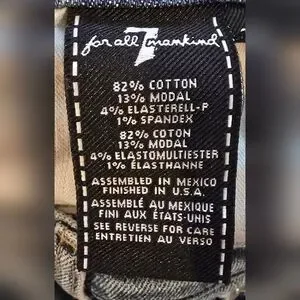 for all 7 mankind
82% COTTON
13% MODAL
4% ELASTERELL-P
1% SPANDEX
82% COTON
13% MODAL
4% ELASTOMULTIESTER
1% ÉLASTHANNE
ASSEMBLED IN MEXICO
FINISHED IN U.S.A.
ASSEMBLÉ AU MEXIQUE
FINI AUX ÉTATS-UNIS
SEE REVERSE FOR CARE
ENTRETIEN AU VERSO